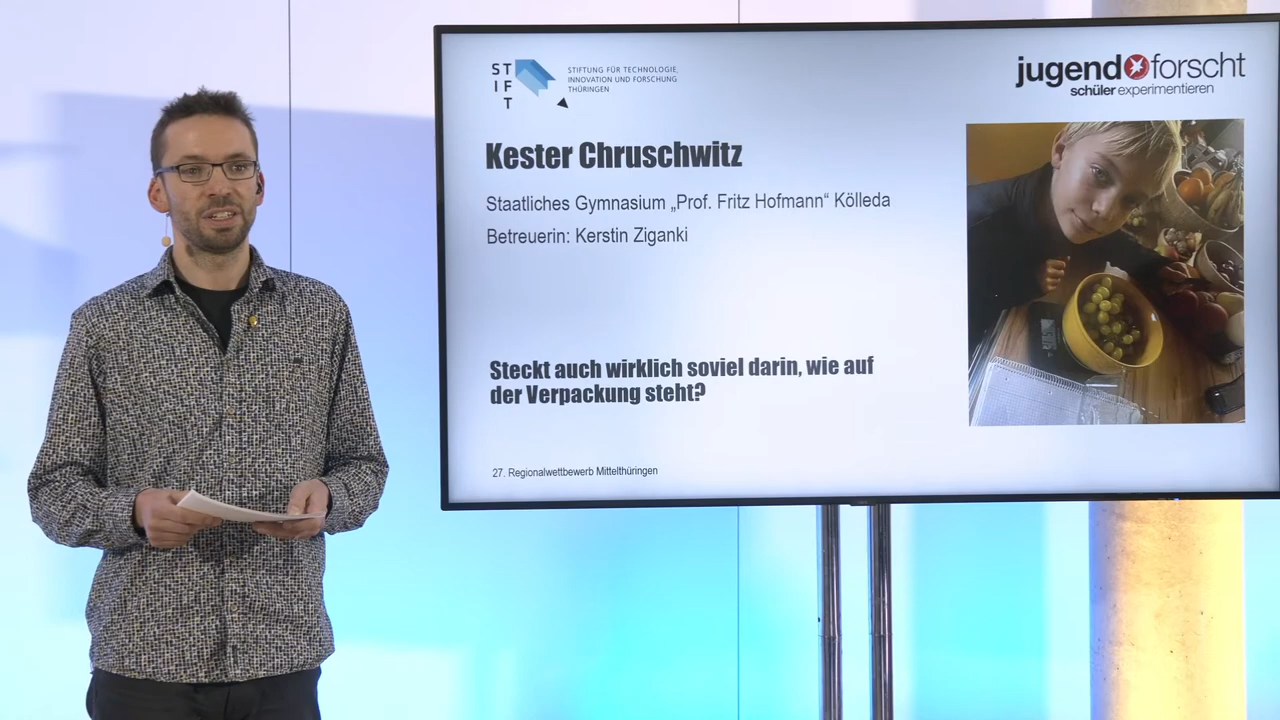 ST
IF
T
STIFTUNG FÜR TECHNOLOGIE,
INNOVATION UND FORSCHUNG
THÜRINGEN
jugend forscht
schüler experimentieren
Kester Chruschwitz
Staatliches Gymnasium „Prof. Fritz Hofmann“ Kölleda
Betreuerin: Kerstin Ziganki
Steckt auch wirklich soviel darin, wie auf
der Verpackung steht?
27. Regionalwettbewerb Mittelthüringen